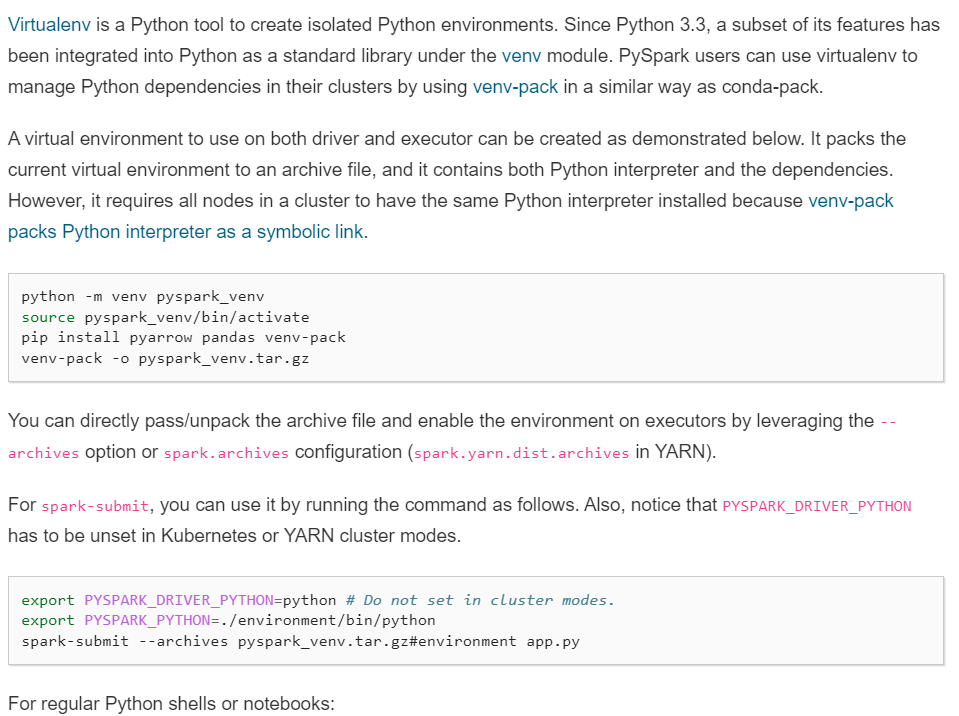 Virtualenv is a Python tool to create isolated Python environments. Since Python 3.3, a subset of its features has
been integrated into Python as a standard library under the venv module. PySpark users can use virtualenv to
manage Python dependencies in their clusters by using venv-pack in a similar way as conda-pack.
A virtual environment to use on both driver and executor can be created as demonstrated below. It packs the
current virtual environment to an archive file, and it contains both Python interpreter and the dependencies.
However, it requires all nodes in a cluster to have the same Python interpreter installed because venv-pack
packs Python interpreter as a symbolic link.
python -m venv pyspark_venv
source pyspark_venv/bin/activate
pip install pyarrow pandas venv-pack
venv-pack -o pyspark_venv.tar.gz
You can directly pass/unpack the archive file and enable the environment on executors by leveraging the --
archives option or spark.archives configuration (spark.yarn.dist.archives in YARN).
For spark-submit, you can use it by running the command as follows. Also, notice that PYSPARK_DRIVER_PYTHON
has to be unset in Kubernetes or YARN cluster modes.
export PYSPARK_DRIVER_PYTHON=python # Do not set in cluster modes.
export PYSPARK_PYTHON=./environment/bin/python
spark-submit --archives pyspark_venv.tar.gz#environment app.py
For regular Python shells or notebooks: